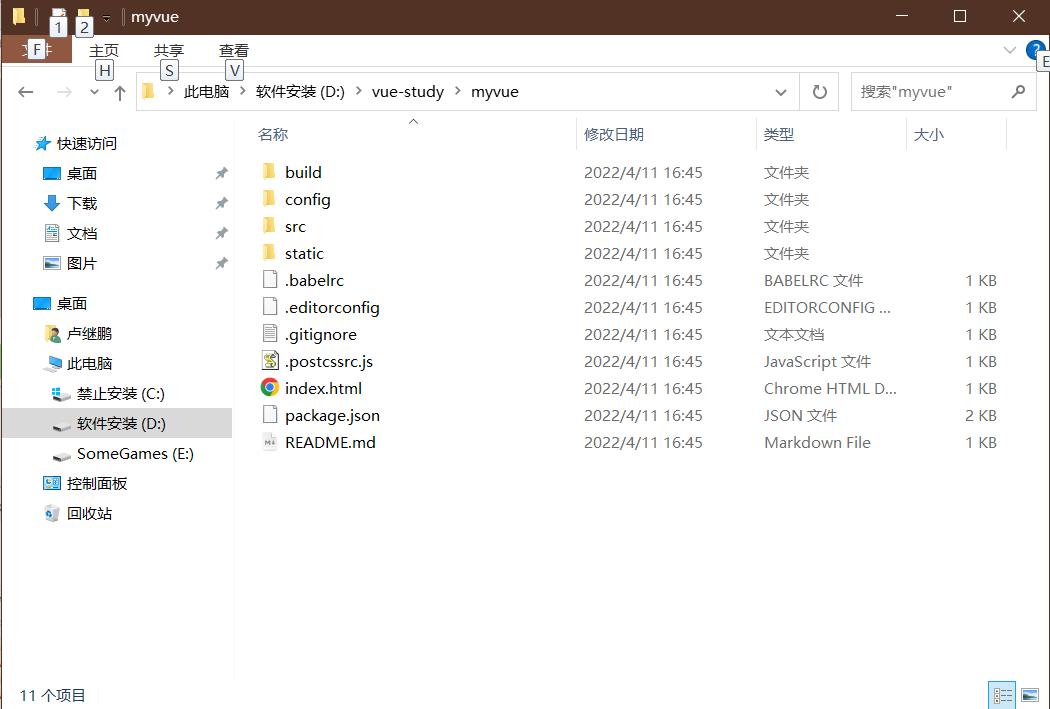 1 2 myvue
文件 F 主页 共享 查看
H S V E
此电脑 软件安装 (D:) vue-study myvue 搜索"myvue"
名称 修改日期 类型 大小
快速访问
桌面
下载
文档
图片
桌面
卢继鹏
此电脑
禁止安装 (C:)
软件安装 (D:)
SomeGames (E:)
控制面板
回收站
build 2022/4/11 16:45 文件夹
config 2022/4/11 16:45 文件夹
src 2022/4/11 16:45 文件夹
static 2022/4/11 16:45 文件夹
.babelrc 2022/4/11 16:45 BABELRC 文件 1 KB
.editorconfig 2022/4/11 16:45 EDITORCONFIG ... 1 KB
.gitignore 2022/4/11 16:45 文本文档 1 KB
.postcssrc.js 2022/4/11 16:45 JavaScript 文件 1 KB
index.html 2022/4/11 16:45 Chrome HTML D... 1 KB
package.json 2022/4/11 16:45 JSON 文件 2 KB
README.md 2022/4/11 16:45 Markdown File 1 KB
11 个项目